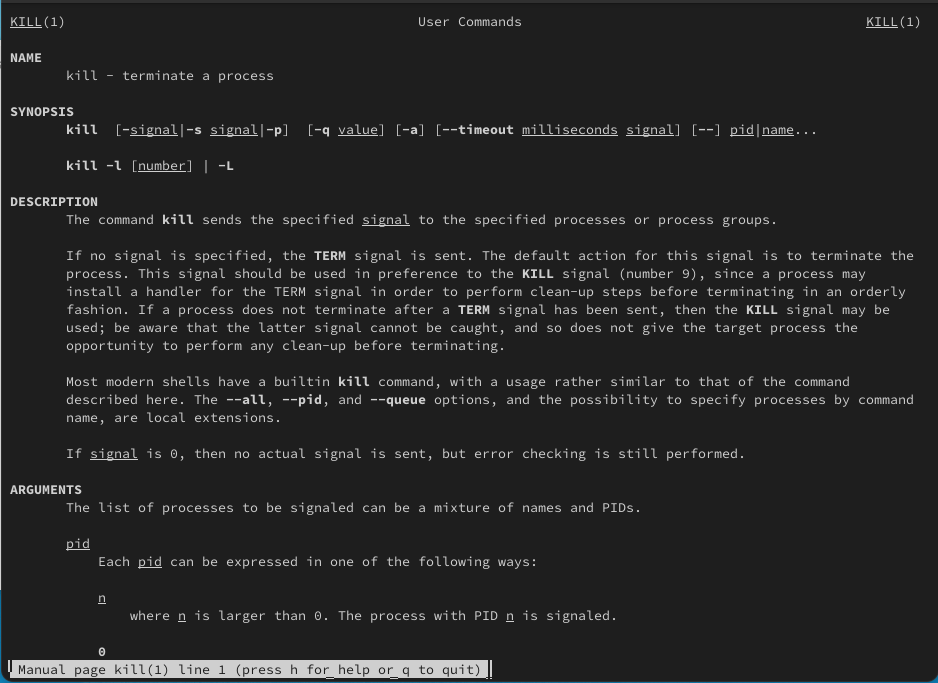 KILL(1) User Commands KILL(1)
NAME
kill - terminate a process
SYNOPSIS
kill [-signal|-s signal|-p] [-q value] [-a] [--timeout milliseconds signal] [--] pid|name...
kill -l [number] | -L
DESCRIPTION
The command kill sends the specified signal to the specified processes or process groups.
If no signal is specified, the TERM signal is sent. The default action for this signal is to terminate the
process. This signal should be used in preference to the KILL signal (number 9), since a process may
install a handler for the TERM signal in order to perform clean-up steps before terminating in an orderly
fashion. If a process does not terminate after a TERM signal has been sent, then the KILL signal may be
used; be aware that the latter signal cannot be caught, and so does not give the target process the
opportunity to perform any clean-up before terminating.
Most modern shells have a builtin kill command, with a usage rather similar to that of the command
described here. The --all, --pid, and --queue options, and the possibility to specify processes by command
name, are local extensions.
If signal is 0, then no actual signal is sent, but error checking is still performed.
ARGUMENTS
The list of processes to be signaled can be a mixture of names and PIDs.
pid
Each pid can be expressed in one of the following ways:
n
where n is larger than 0. The process with PID n is signaled.
0
Manual page kill(1) line 1 (press h for help or q to quit)